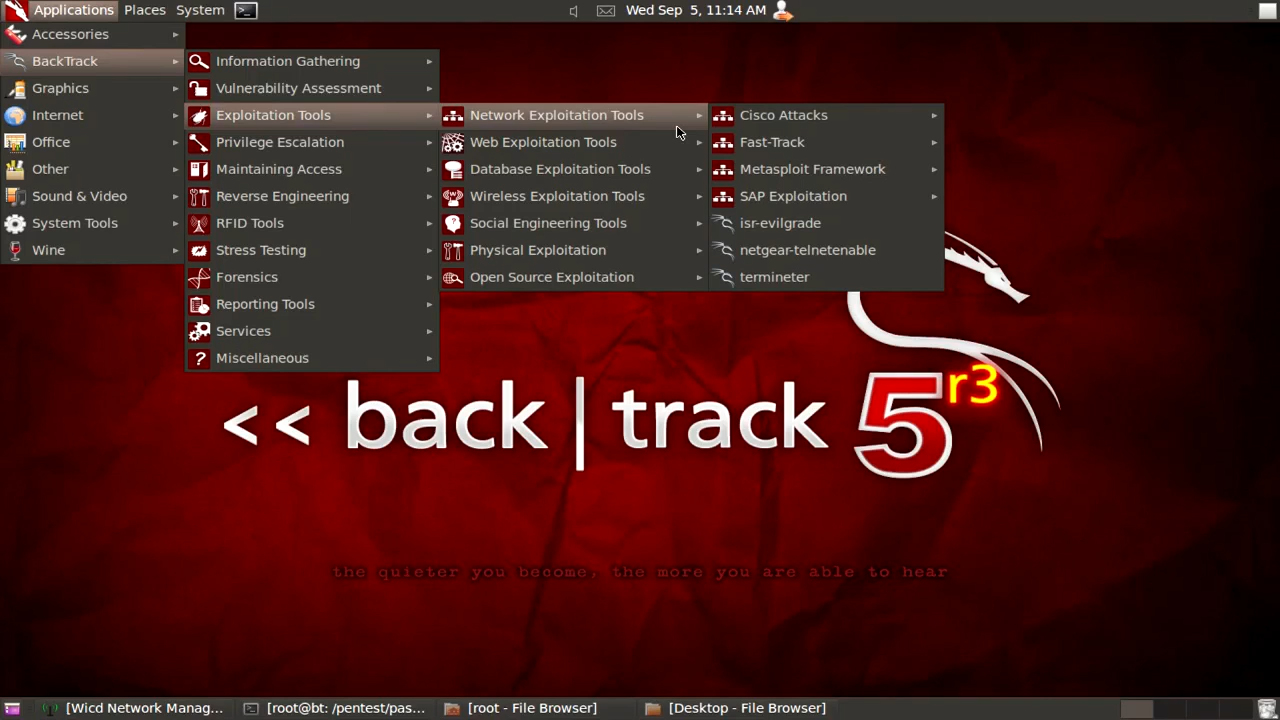 Applications Places System Wed Sep 5, 11:14 AM
Accessories
BackTrack
Graphics
Internet
Office
Other
Sound & Video
System Tools
Wine
Information Gathering
Vulnerability Assessment
Exploitation Tools
Privilege Escalation
Maintaining Access
Reverse Engineering
RFID Tools
Stress Testing
Forensics
Reporting Tools
Services
Miscellaneous
Network Exploitation Tools
Web Exploitation Tools
Database Exploitation Tools
Wireless Exploitation Tools
Social Engineering Tools
Physical Exploitation
Open Source Exploitation
Cisco Attacks
Fast-Track
Metasploit Framework
SAP Exploitation
isr-evilgrade
netgear-telnetenable
termineter
<< back | track 5 r3
the quieter you become, the more you are able to hear
[Wicd Network Manag... [root@bt: /pentest/pas... [root - File Browser] [Desktop - File Browser]